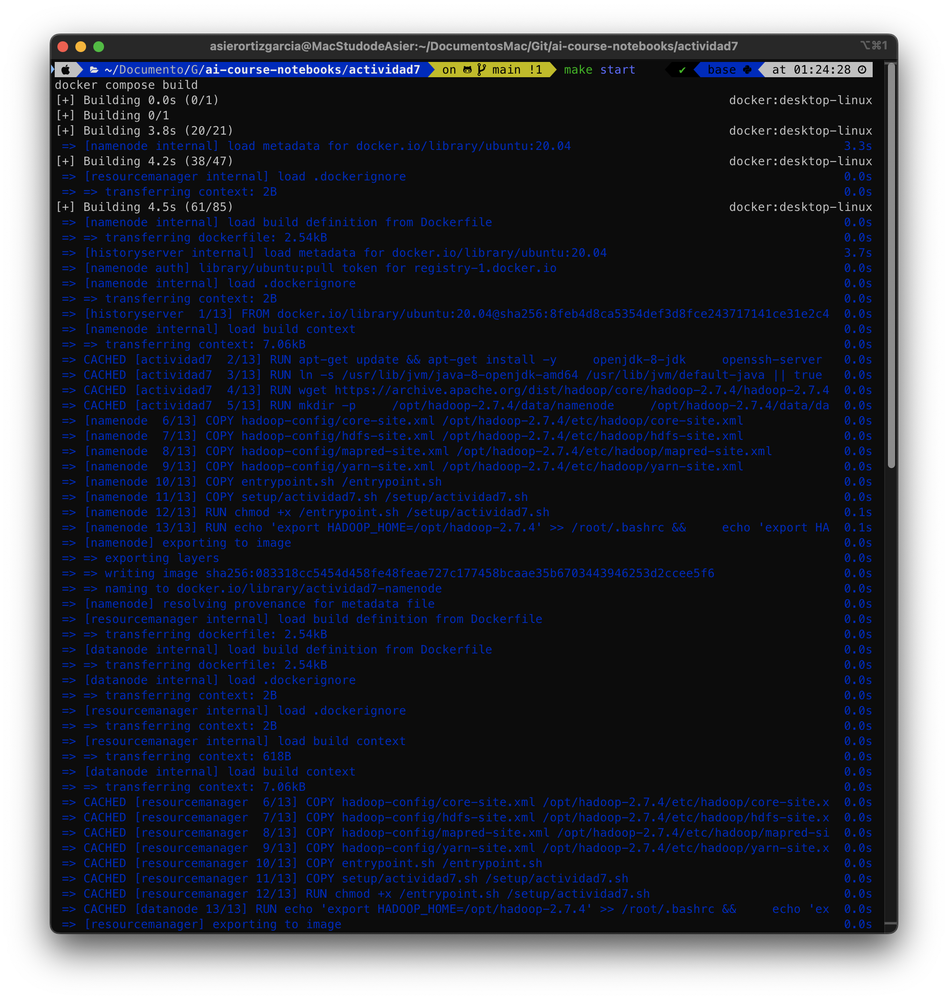 asierortizgarcia@MacStudodeAsier:~/DocumentosMac/Git/ai-course-notebooks/actividad7 ⌥⌘1
~/Documento/G/ai-course-notebooks/actividad7 on main !1 make start ✔ base at 01:24:28
docker compose build
[+] Building 0.0s (0/1) docker:desktop-linux
[+] Building 0/1
[+] Building 3.8s (20/21) docker:desktop-linux
=> [namenode internal] load metadata for docker.io/library/ubuntu:20.04 3.3s
[+] Building 4.2s (38/47) docker:desktop-linux
=> [resourcemanager internal] load .dockerignore 0.0s
=> => transferring context: 2B 0.0s
[+] Building 4.5s (61/85) docker:desktop-linux
=> [namenode internal] load build definition from Dockerfile 0.0s
=> => transferring dockerfile: 2.54kB 0.0s
=> [historyserver internal] load metadata for docker.io/library/ubuntu:20.04 3.7s
=> [namenode auth] library/ubuntu:pull token for registry-1.docker.io 0.0s
=> [namenode internal] load .dockerignore 0.0s
=> => transferring context: 2B 0.0s
=> [historyserver  1/13] FROM docker.io/library/ubuntu:20.04@sha256:8feb4d8ca5354def3d8fce243717141ce31e2c4 0.0s
=> [namenode internal] load build context 0.0s
=> => transferring context: 7.06kB 0.0s
=> CACHED [actividad7  2/13] RUN apt-get update && apt-get install -y     openjdk-8-jdk     openssh-server 0.0s
=> CACHED [actividad7  3/13] RUN ln -s /usr/lib/jvm/java-8-openjdk-amd64 /usr/lib/jvm/default-java || true 0.0s
=> CACHED [actividad7  4/13] RUN wget https://archive.apache.org/dist/hadoop/core/hadoop-2.7.4/hadoop-2.7.4 0.0s
=> CACHED [actividad7  5/13] RUN mkdir -p     /opt/hadoop-2.7.4/data/namenode     /opt/hadoop-2.7.4/data/da 0.0s
=> [namenode  6/13] COPY hadoop-config/core-site.xml /opt/hadoop-2.7.4/etc/hadoop/core-site.xml 0.0s
=> [namenode  7/13] COPY hadoop-config/hdfs-site.xml /opt/hadoop-2.7.4/etc/hadoop/hdfs-site.xml 0.0s
=> [namenode  8/13] COPY hadoop-config/mapred-site.xml /opt/hadoop-2.7.4/etc/hadoop/mapred-site.xml 0.0s
=> [namenode  9/13] COPY hadoop-config/yarn-site.xml /opt/hadoop-2.7.4/etc/hadoop/yarn-site.xml 0.0s
=> [namenode 10/13] COPY entrypoint.sh /entrypoint.sh 0.0s
=> [namenode 11/13] COPY setup/actividad7.sh /setup/actividad7.sh 0.0s
=> [namenode 12/13] RUN chmod +x /entrypoint.sh /setup/actividad7.sh 0.1s
=> [namenode 13/13] RUN echo 'export HADOOP_HOME=/opt/hadoop-2.7.4' >> /root/.bashrc &&     echo 'export HA 0.1s
=> [namenode] exporting to image 0.0s
=> => exporting layers 0.0s
=> => writing image sha256:083318cc5454d458fe48feae727c177458bcaae35b6703443946253d2ccee5f6 0.0s
=> => naming to docker.io/library/actividad7-namenode 0.0s
=> [namenode] resolving provenance for metadata file 0.0s
=> [resourcemanager internal] load build definition from Dockerfile 0.0s
=> => transferring dockerfile: 2.54kB 0.0s
=> [datanode internal] load build definition from Dockerfile 0.0s
=> => transferring dockerfile: 2.54kB 0.0s
=> [datanode internal] load .dockerignore 0.0s
=> => transferring context: 2B 0.0s
=> [resourcemanager internal] load .dockerignore 0.0s
=> => transferring context: 2B 0.0s
=> [resourcemanager internal] load build context 0.0s
=> => transferring context: 618B 0.0s
=> [datanode internal] load build context 0.0s
=> => transferring context: 7.06kB 0.0s
=> CACHED [resourcemanager  6/13] COPY hadoop-config/core-site.xml /opt/hadoop-2.7.4/etc/hadoop/core-site.x 0.0s
=> CACHED [resourcemanager  7/13] COPY hadoop-config/hdfs-site.xml /opt/hadoop-2.7.4/etc/hadoop/hdfs-site.x 0.0s
=> CACHED [resourcemanager  8/13] COPY hadoop-config/mapred-site.xml /opt/hadoop-2.7.4/etc/hadoop/mapred-si 0.0s
=> CACHED [resourcemanager  9/13] COPY hadoop-config/yarn-site.xml /opt/hadoop-2.7.4/etc/hadoop/yarn-site.x 0.0s
=> CACHED [resourcemanager 10/13] COPY entrypoint.sh /entrypoint.sh 0.0s
=> CACHED [resourcemanager 11/13] COPY setup/actividad7.sh /setup/actividad7.sh 0.0s
=> CACHED [resourcemanager 12/13] RUN chmod +x /entrypoint.sh /setup/actividad7.sh 0.0s
=> CACHED [datanode 13/13] RUN echo 'export HADOOP_HOME=/opt/hadoop-2.7.4' >> /root/.bashrc &&     echo 'ex 0.0s
=> [resourcemanager] exporting to image 0.0s